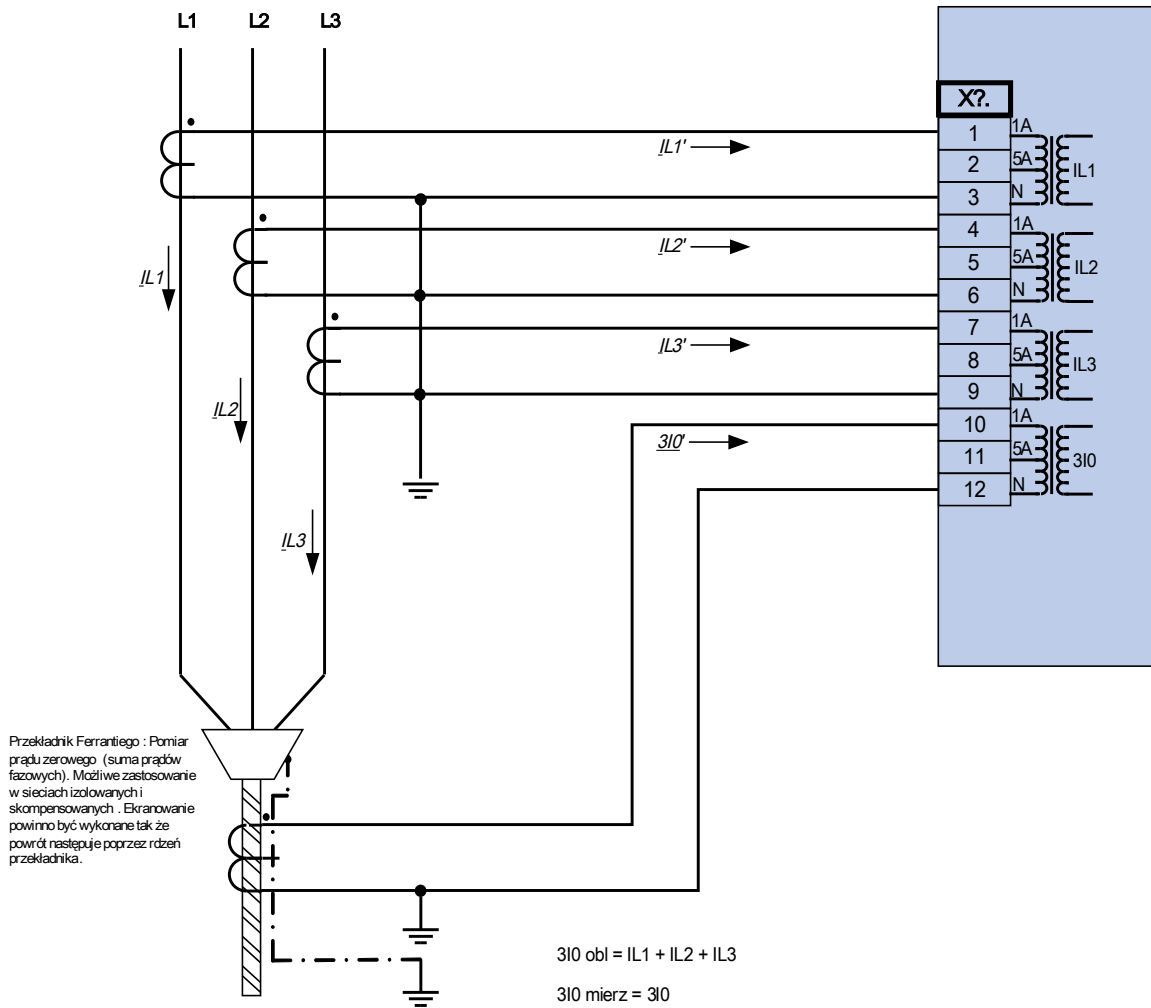 L1 L2 L3
X?.
1 1A
2 5A IL1
3 N
IL1'
4 1A
5 5A IL2
6 N
IL2'
IL1
7 1A
8 5A IL3
9 N
IL3'
IL2
10 1A
11 5A 3I0
12 N
3I0'
IL3
Przekładnik Ferrantiego : Pomiar
prądu zerowego (suma prądów
fazowych). Możliwe zastosowanie
w sieciach izolowanych i
skompensowanych . Ekranowanie
powinno być wykonane tak że
powrót następuje poprzez rdzeń
przekładnika.
3I0 obl = IL1 + IL2 + IL3
3I0 mierz = 3I0